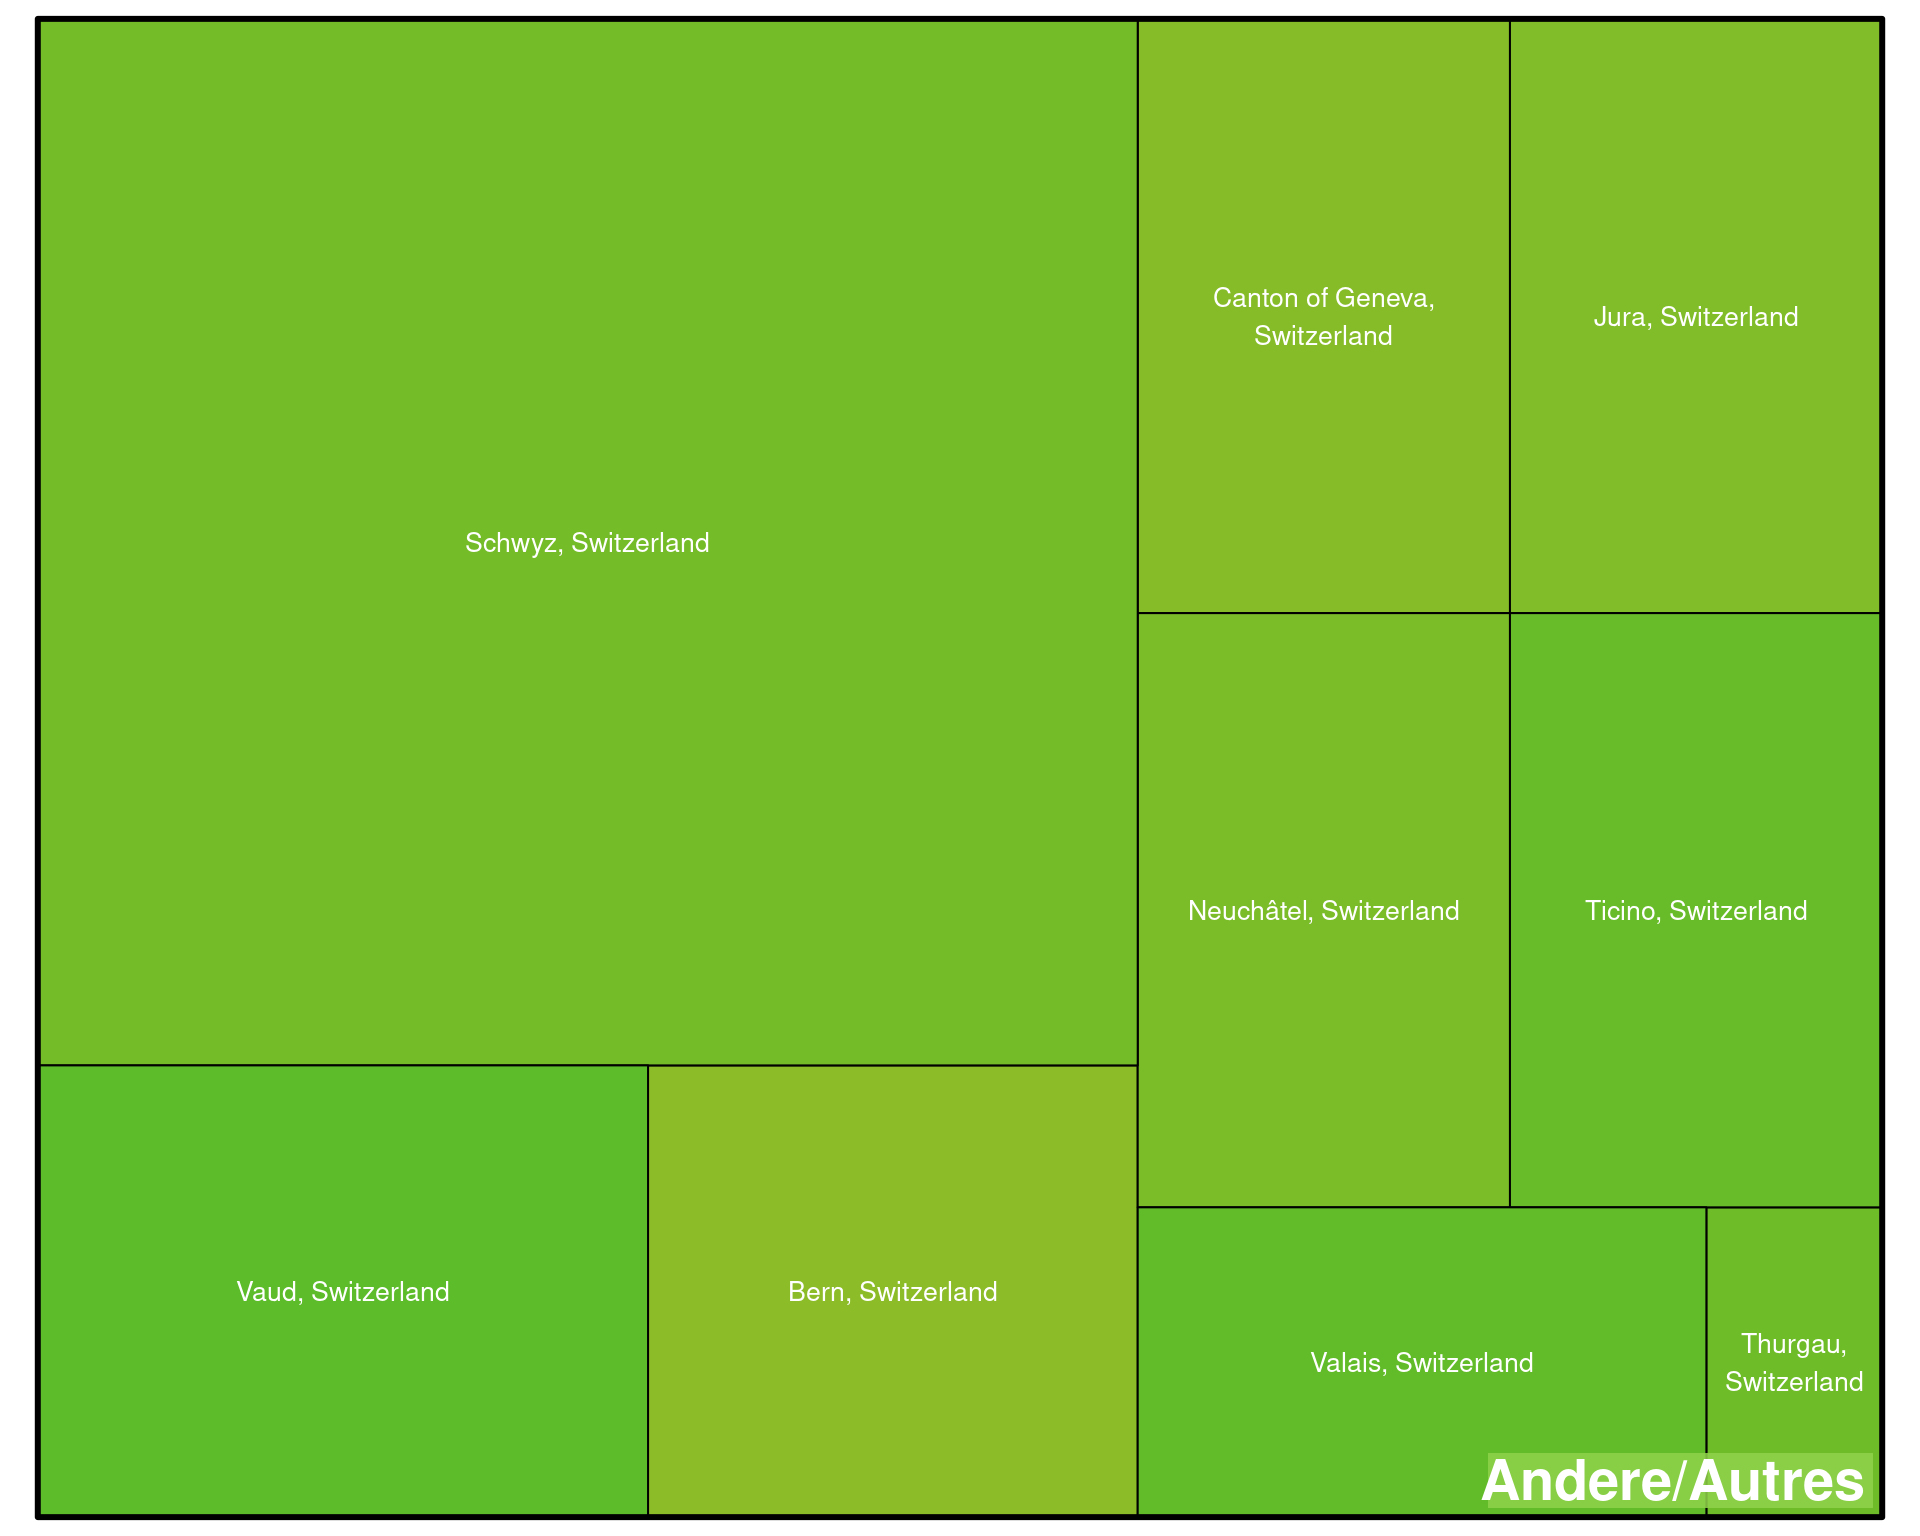 Schwyz, Switzerland
Canton of Geneva,
Switzerland
Jura, Switzerland
Neuchâtel, Switzerland
Ticino, Switzerland
Vaud, Switzerland
Bern, Switzerland
Valais, Switzerland
Thurgau,
Switzerland
Andere/Autres